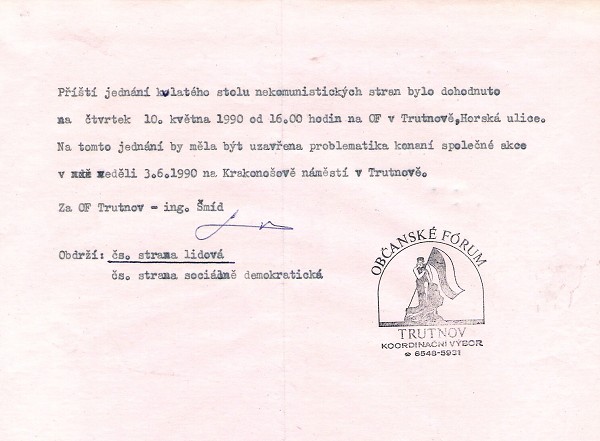 Příští jednání kulatého stolu nekomunistických stran bylo dohodnuto
na čtvrtek 10. května 1990 od 16.00 hodin na OF v Trutnově,Horská ulice.
Na tomto jednání by měla být uzavřena problematika konání společné akce
v neděli 3.6.1990 na Krakonošově náměstí v Trutnově.
Za OF Trutnov - ing. Šmíd
Obdrží: čs. strana lidová
čs. strana sociálně demokratická
OBČANSKÉ FÓRUM
TRUTNOV
KOORDINAČNÍ VÝBOR
6548-5951